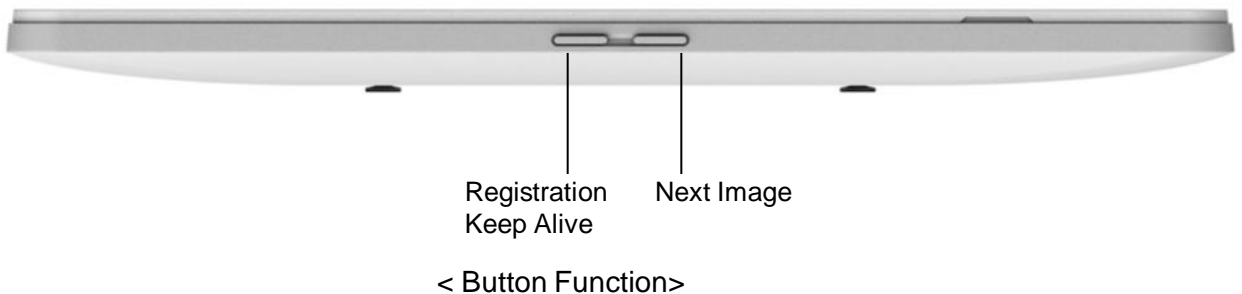 Registration
Keep Alive
Next Image
< Button Function>